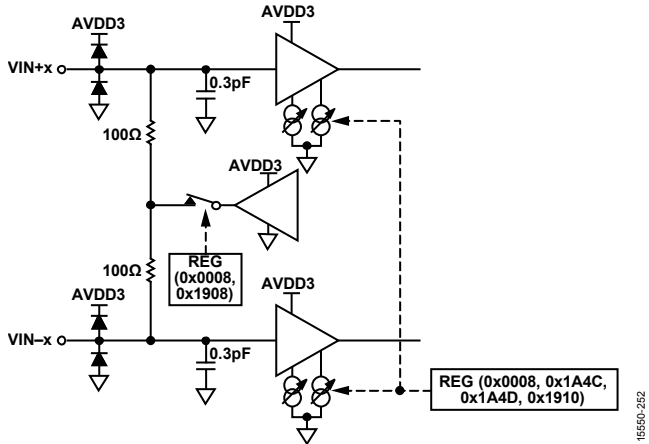 AVDD3
AVDD3
VIN+x
0.3pF
100Ω
AVDD3
REG
(0x0008,
0x1908)
100Ω
AVDD3
AVDD3
VIN–x
0.3pF
REG (0x0008, 0x1A4C,
0x1A4D, 0x1910)
15550-252